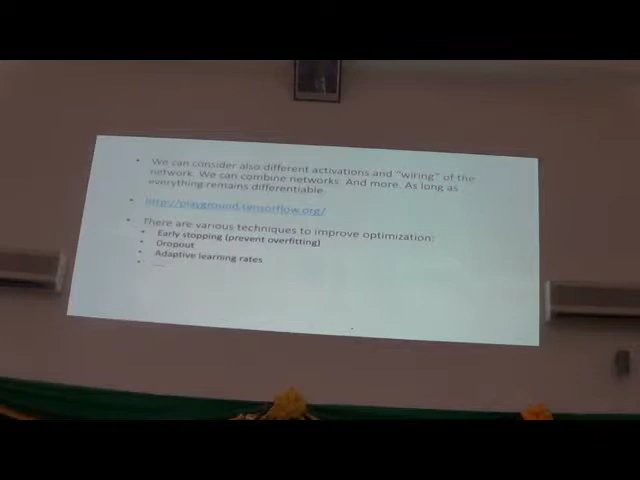 • We can consider also different activations and "wiring" of the
network. We can combine networks. And more. As long as
everything remains differentiable.
• http://playground.tensorflow.org/
• There are various techniques to improve optimization:
• Early stopping (prevent overfitting)
• Dropout
• Adaptive learning rates
• ....